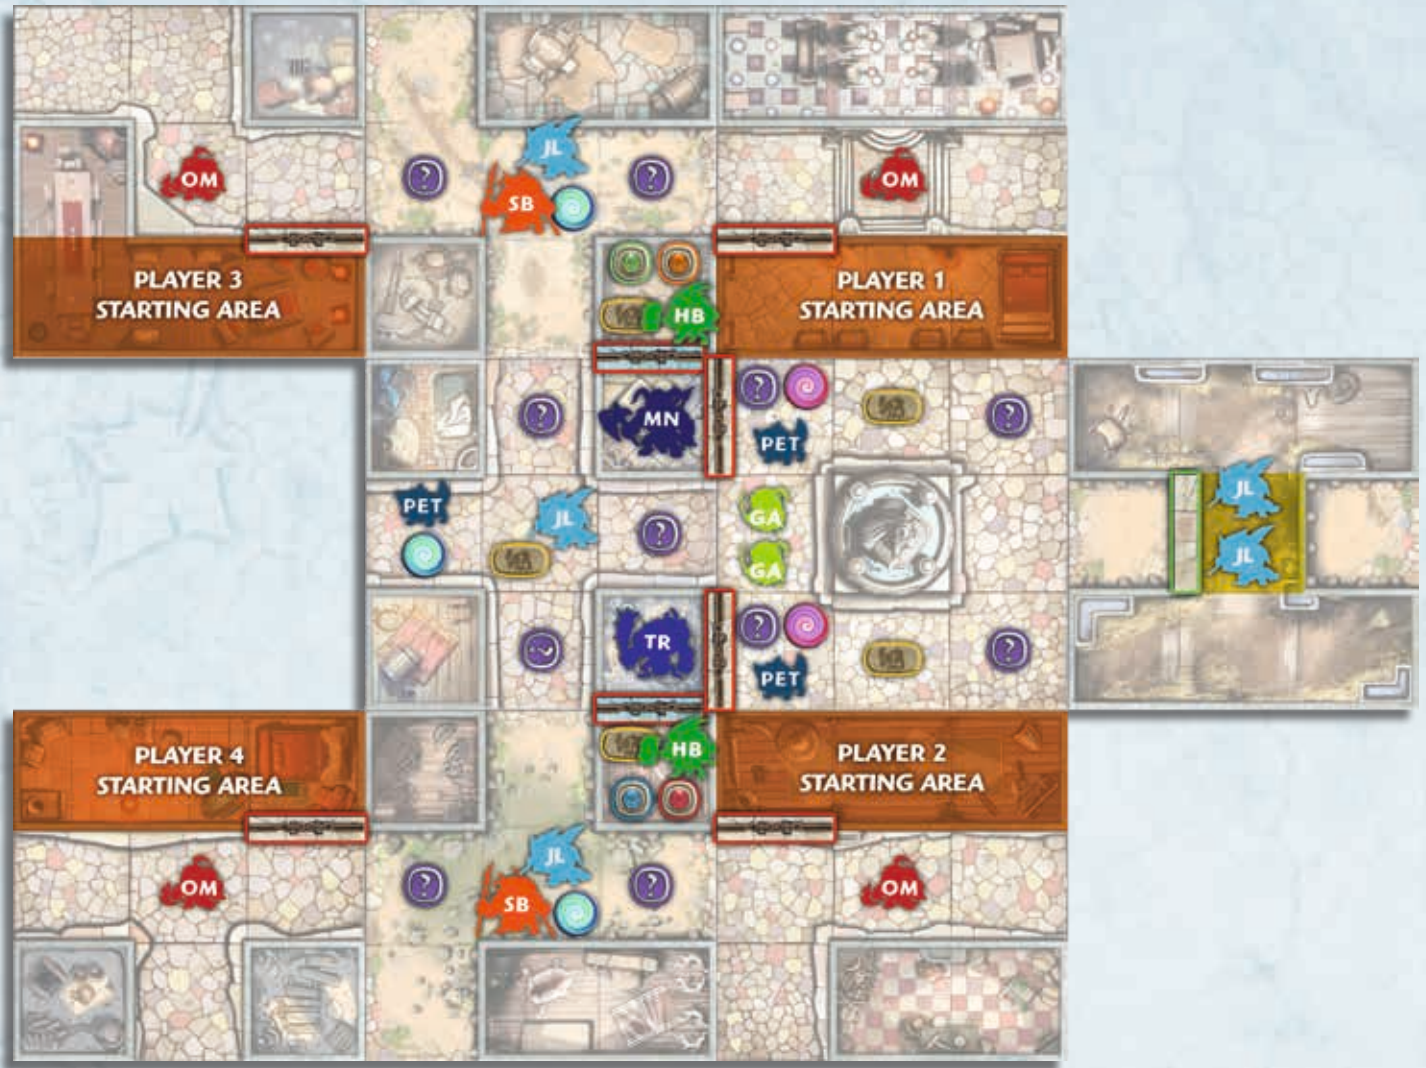 JL
?
?
OM
OM
SB
PLAYER 3
STARTING AREA
PLAYER 1
STARTING AREA
HB
?
?
?
MN
PET
PET
JL
?
GA
GA
JL
JL
?
?
?
TR
PET
PLAYER 4
STARTING AREA
HB
PLAYER 2
STARTING AREA
JL
?
?
OM
OM
SB